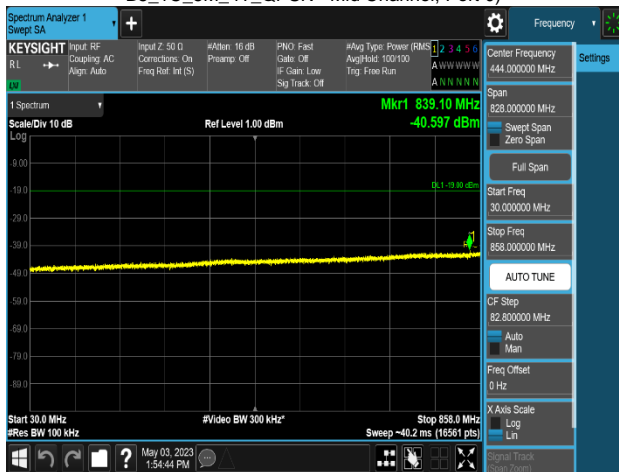 Spectrum Analyzer 1
Swept SA
Frequency
KEYSIGHT
RL
Input: RF
Coupling: AC
Align: Auto
Input Z: 50 Ω
Corrections: On
Freq Ref: Int (S)
#Atten: 16 dB
Preamp: Off
PNO: Fast
Gate: Off
IF Gain: Low
Sig Track: Off
#Avg Type: Power (RMS
Avg|Hold: 100/100
Trig: Free Run
1 2 3 4 5 6
A W W W W W
A N N N N N
1 Spectrum
Scale/Div 10 dB
Ref Level 1.00 dBm
Mkr1 839.10 MHz
-40.597 dBm
Log
-9.00
-19.0
DL1 -19.00 dBm
-29.0
-39.0
-49.0
-59.0
-69.0
-79.0
-89.0
Start 30.0 MHz
#Res BW 100 kHz
#Video BW 300 kHz*
Stop 858.0 MHz
Sweep ~40.2 ms (16561 pts)
Center Frequency
444.000000 MHz
Settings
Span
828.000000 MHz
Swept Span
Zero Span
Full Span
Start Freq
30.000000 MHz
Stop Freq
858.000000 MHz
AUTO TUNE
CF Step
82.800000 MHz
Auto
Man
Freq Offset
0 Hz
X Axis Scale
Log
Lin
Signal Track
(Span Zoom)
May 03, 2023
1:54:44 PM